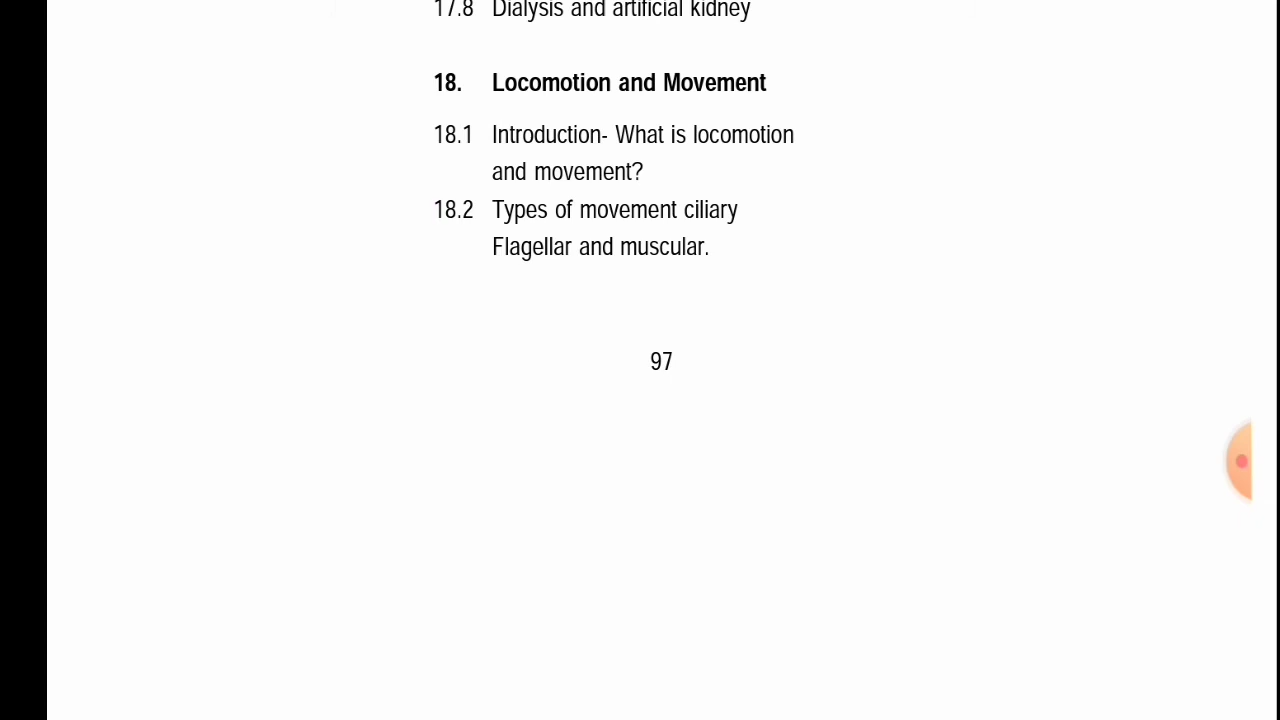 17.8 Dialysis and artificial kidney
18. Locomotion and Movement
18.1 Introduction- What is locomotion
and movement?
18.2 Types of movement ciliary
Flagellar and muscular.
97